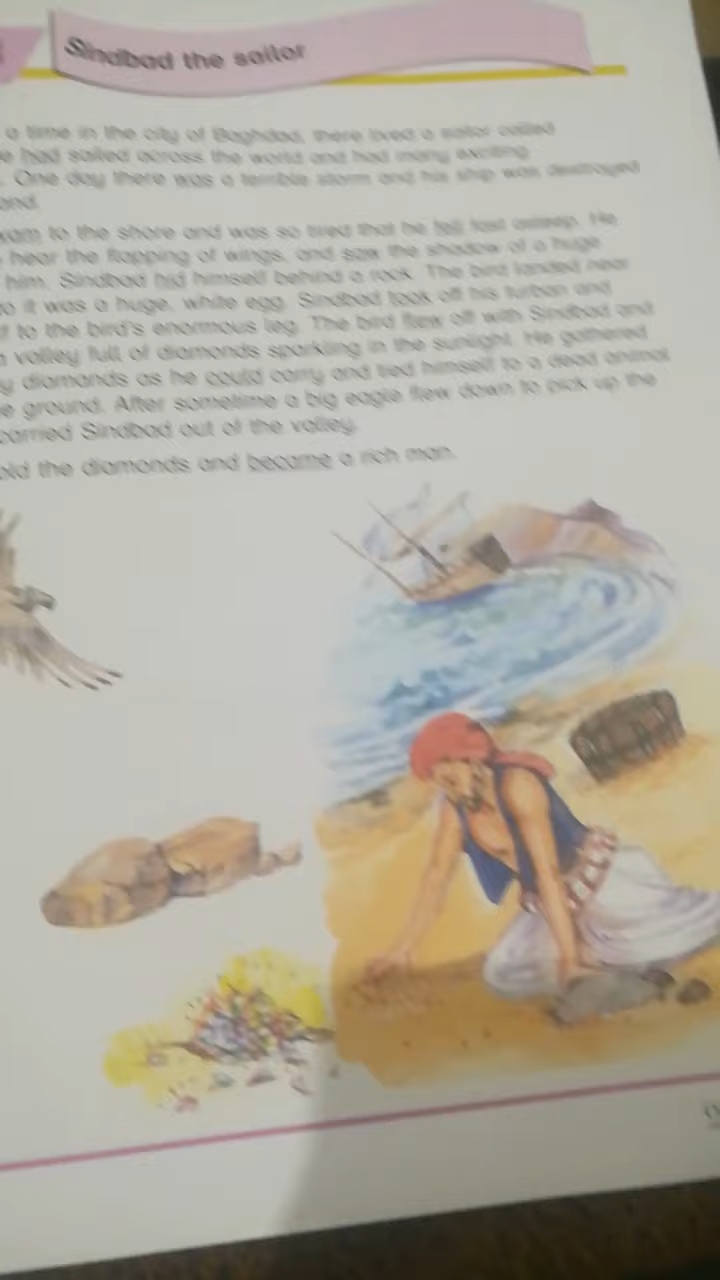 Sindbad the sailor
a time in the city of Baghdad, there lived a sailor called
had sailed across the world and had many exciting
. One day there was a terrible storm and his ship was destroyed
to the shore and was so tired that he fell fast asleep. He
hear the flapping of wings, and saw the shadow of a huge
him. Sindbad hid himself behind a rock. The bird landed near
it was a huge, white egg. Sindbad took off his turban and
to the bird's enormous leg. The bird flew off with Sindbad and
valley full of diamonds sparkling in the sunlight. He gathered
diamonds as he could carry and tied himself to a dead animal
ground. After sometime a big eagle flew down to pick up the
carried Sindbad out of the valley.
the diamonds and became a rich man.